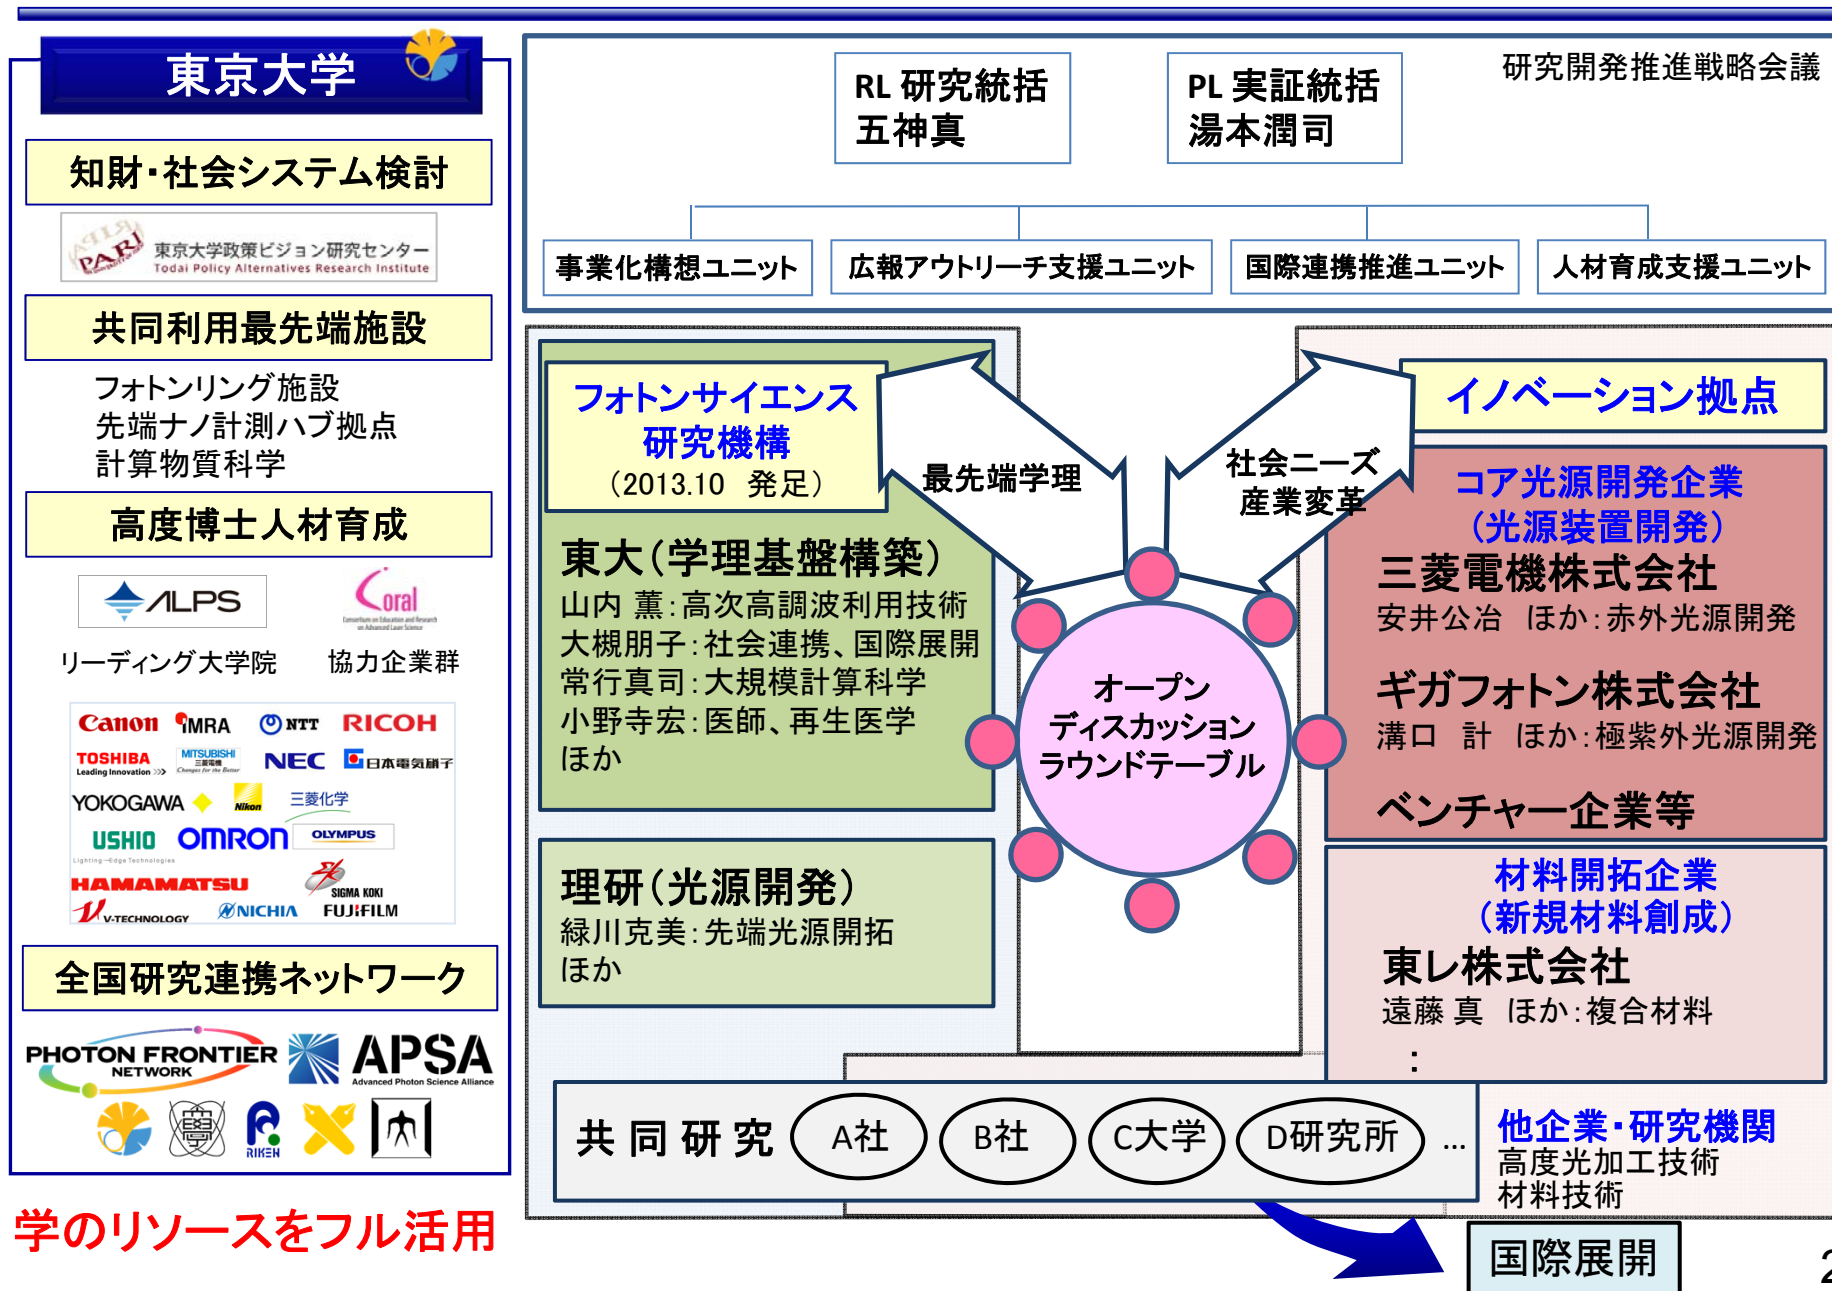 東京大学
知財・社会システム検討
PARI
東京大学政策ビジョン研究センター
Todai Policy Alternatives Research Institute
共同利用最先端施設
フォトンリング施設
先端ナノ計測ハブ拠点
計算物質科学
高度博士人材育成
ALPS
Coral
Consortium on Education and Research
on Advanced Laser Science
リーディング大学院
協力企業群
Canon IMRA NTT RICOH
TOSHIBA
Leading Innovation >>>
MITSUBISHI
三菱電機
Changes for the Better
NEC 日本電気硝子
YOKOGAWA Nikon 三菱化学
USHIO
Lighting-Edge Technologies
OMRON OLYMPUS
HAMAMATSU SIGMA KOKI
V-TECHNOLOGY NICHIA FUJIFILM
全国研究連携ネットワーク
PHOTON FRONTIER
NETWORK
APSA
Advanced Photon Science Alliance
RIKEN
学のリソースをフル活用
研究開発推進戦略会議
RL 研究統括
五神真
PL 実証統括
湯本潤司
事業化構想ユニット
広報アウトリーチ支援ユニット
国際連携推進ユニット
人材育成支援ユニット
フォトンサイエンス
研究機構
（2013.10 発足）
最先端学理
社会ニーズ
産業変革
イノベーション拠点
東大（学理基盤構築）
山内 薫：高次高調波利用技術
大槻朋子：社会連携、国際展開
常行真司：大規模計算科学
小野寺宏：医師、再生医学
ほか
理研（光源開発）
緑川克美：先端光源開拓
ほか
オープン
ディスカッション
ラウンドテーブル
コア光源開発企業
（光源装置開発）
三菱電機株式会社
安井公治 ほか：赤外光源開発
ギガフォトン株式会社
溝口 計 ほか：極紫外光源開発
ベンチャー企業等
材料開拓企業
（新規材料創成）
東レ株式会社
遠藤 真 ほか：複合材料
：
共同研究 A社 B社 C大学 D研究所 …
他企業・研究機関
高度光加工技術
材料技術
国際展開
2